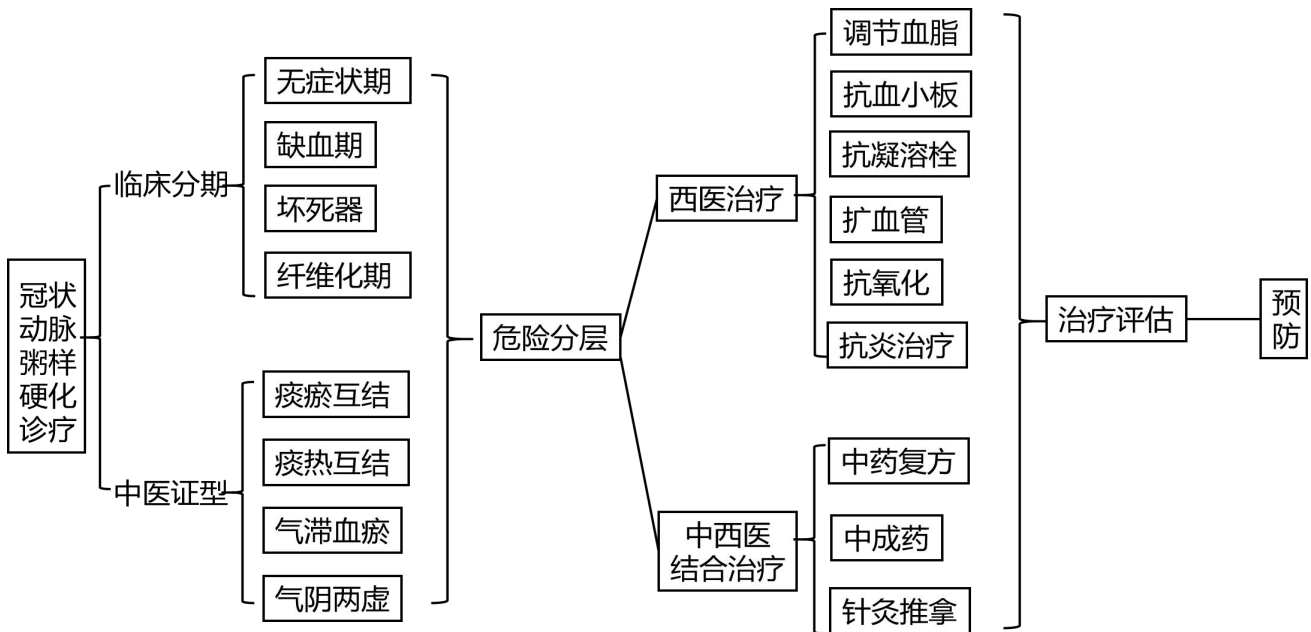 冠状
动脉
粥样
硬化
诊疗
临床分期
无症状期
缺血期
坏死器
纤维化期
中医证型
痰瘀互结
痰热互结
气滞血瘀
气阴两虚
危险分层
西医治疗
调节血脂
抗血小板
抗凝溶栓
扩血管
抗氧化
抗炎治疗
中西医
结合治疗
中药复方
中成药
针灸推拿
治疗评估
预
防